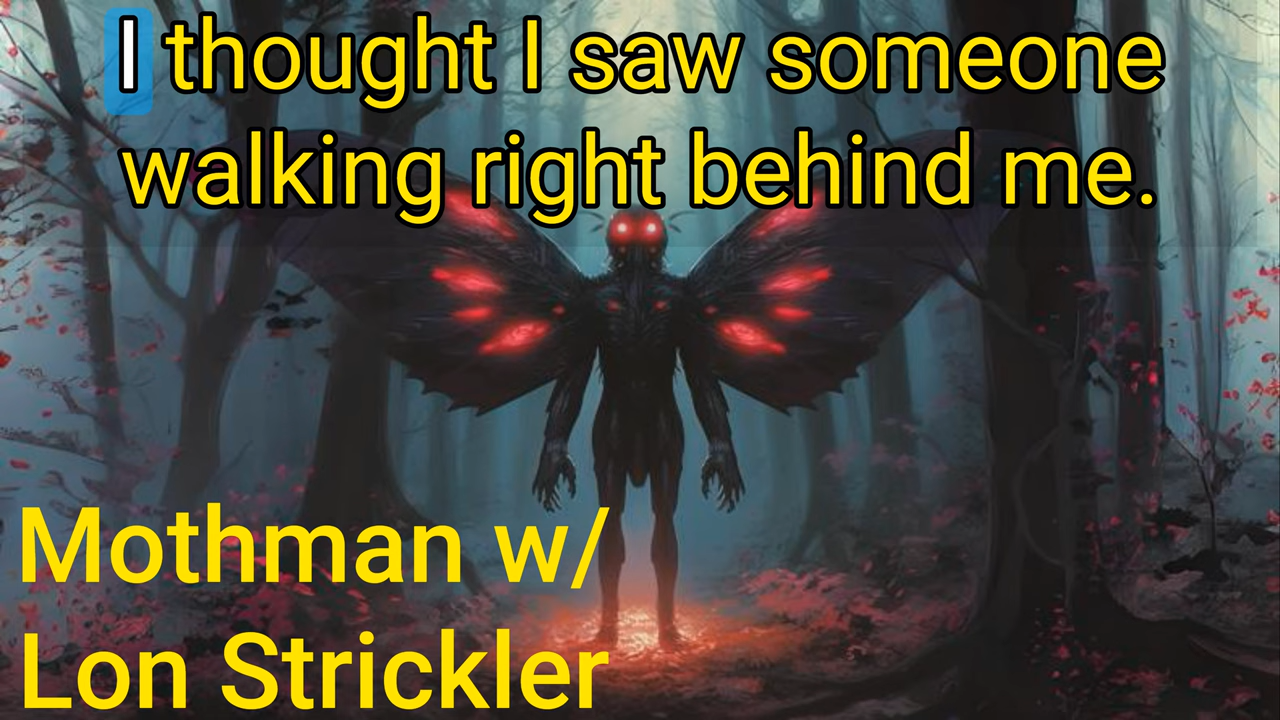 I thought I saw someone
walking right behind me.
Mothman w/
Lon Strickler